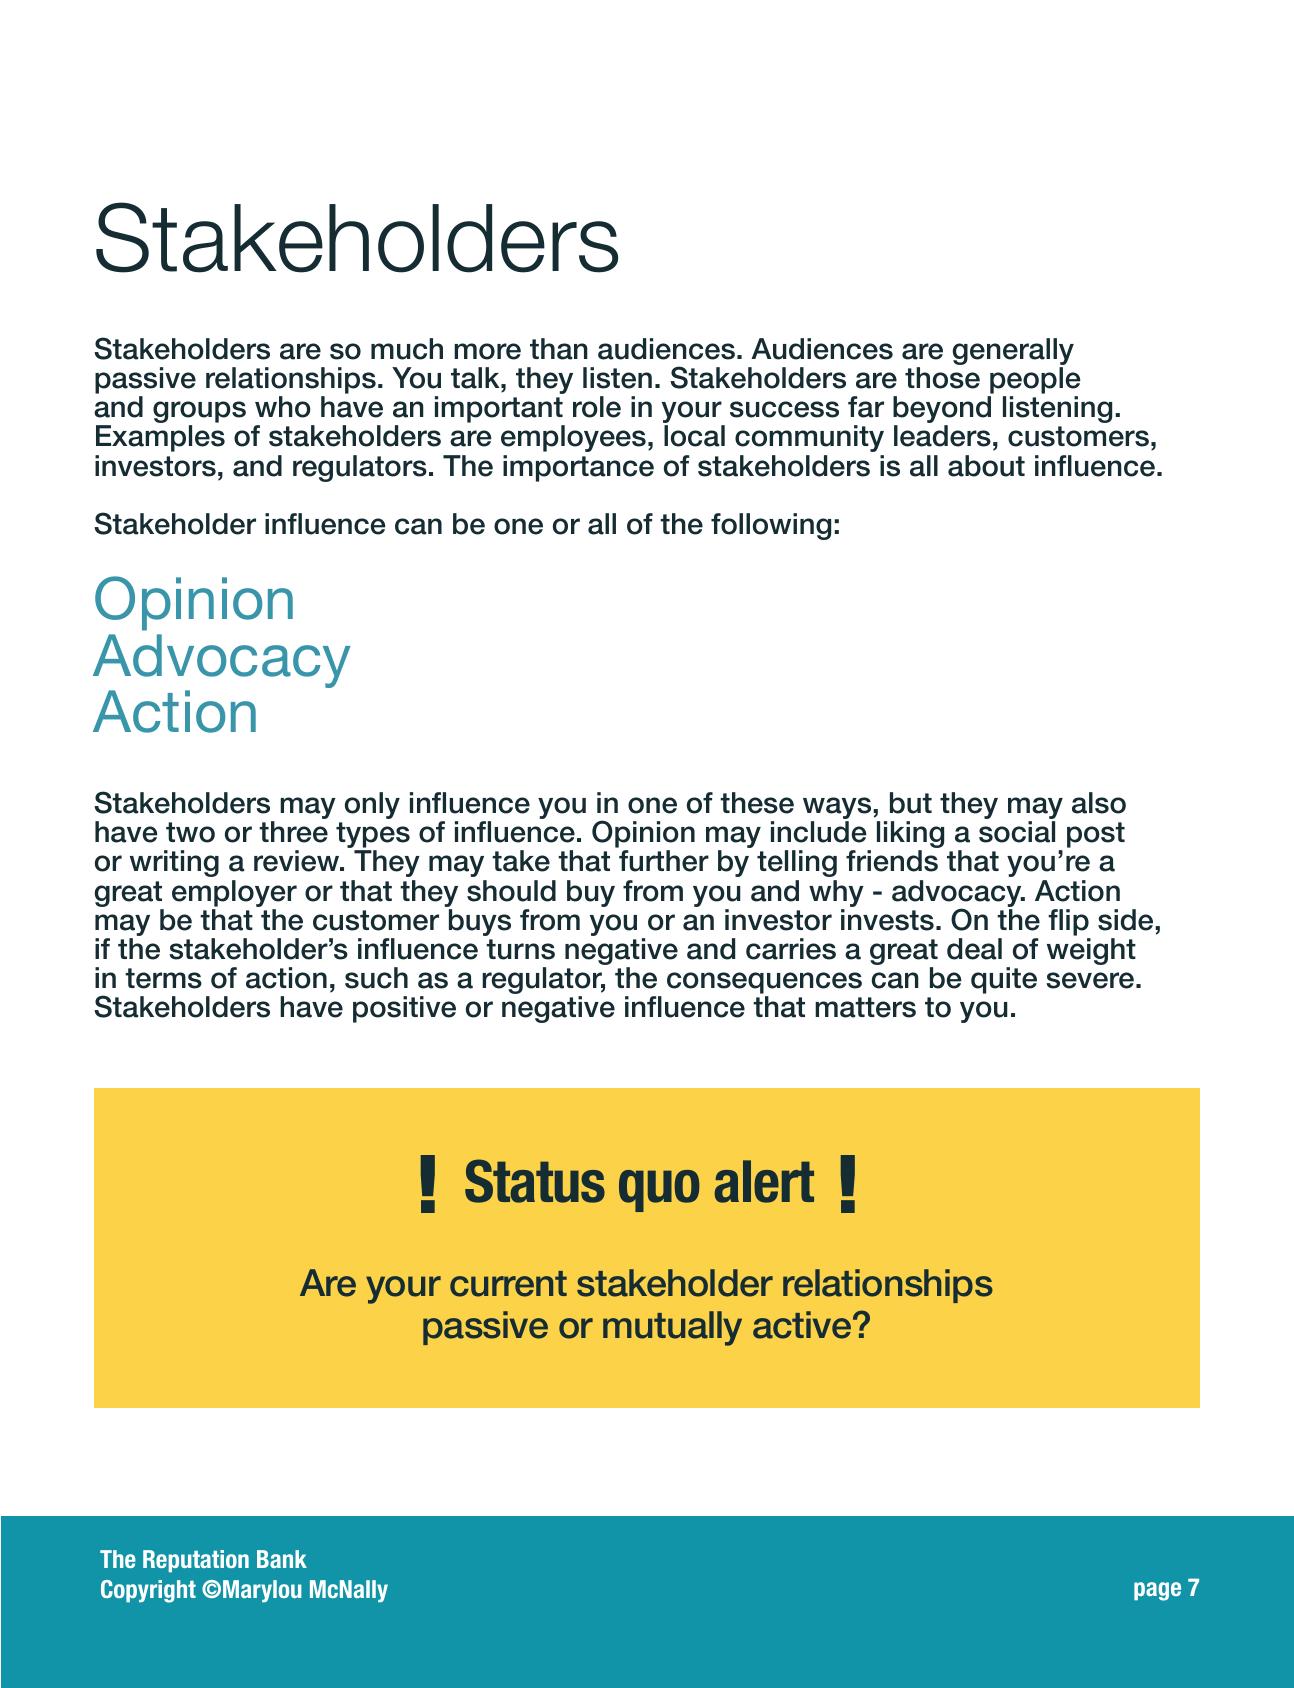 Stakeholders
Stakeholders are so much more than audiences. Audiences are generally
passive relationships. You talk, they listen. Stakeholders are those people
and groups who have an important role in your success far beyond listening.
Examples of stakeholders are employees, local community leaders, customers,
investors, and regulators. The importance of stakeholders is all about influence.
Stakeholder influence can be one or all of the following:
Opinion
Advocacy
Action
Stakeholders may only influence you in one of these ways, but they may also
have two or three types of influence. Opinion may include liking a social post
or writing a review. They may take that further by telling friends that you’re a
great employer or that they should buy from you and why - advocacy. Action
may be that the customer buys from you or an investor invests. On the flip side,
if the stakeholder’s influence turns negative and carries a great deal of weight
in terms of action, such as a regulator, the consequences can be quite severe.
Stakeholders have positive or negative influence that matters to you.
! Status quo alert !
Are your current stakeholder relationships
passive or mutually active?
The Reputation Bank
Copyright ©Marylou McNally
page 7